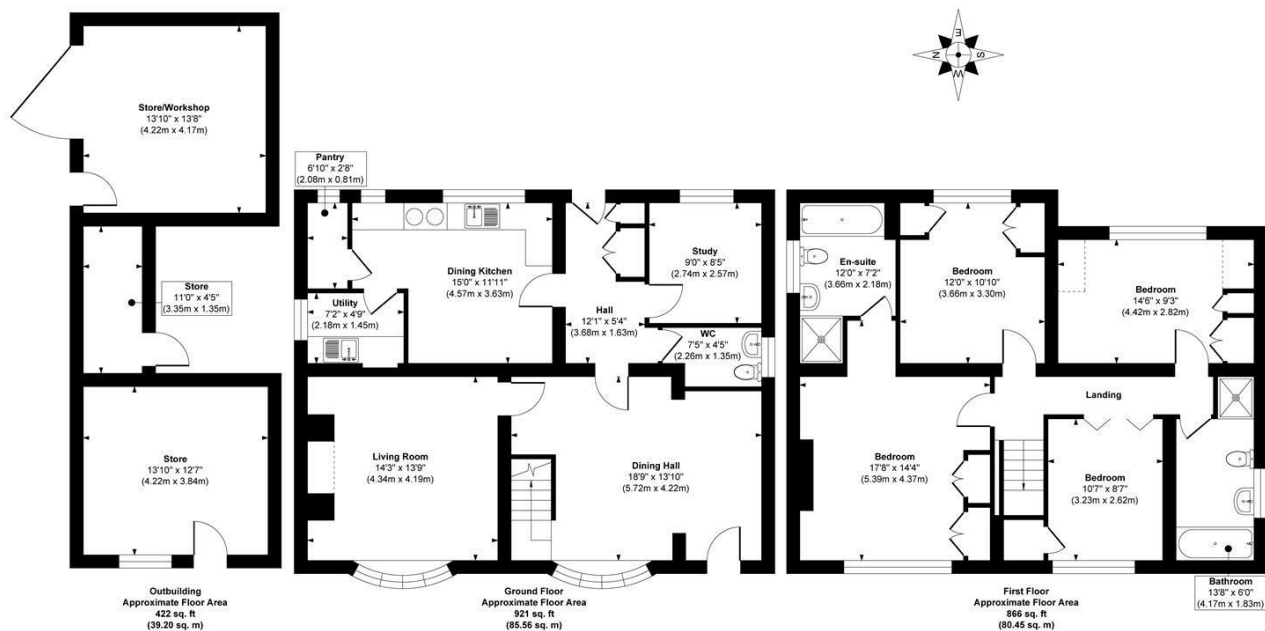 Store/Workshop
13'10" x 13'8"
(4.22m x 4.17m)
Store
11'0" x 4'5"
(3.35m x 1.35m)
Store
13'10" x 12'7"
(4.22m x 3.84m)
Outbuilding
Approximate Floor Area
422 sq. ft
(39.20 sq. m)
Pantry
6'10" x 2'8"
(2.08m x 0.81m)
Dining Kitchen
15'0" x 11'11"
(4.57m x 3.63m)
Utility
7'2" x 4'9"
(2.18m x 1.45m)
Study
9'0" x 8'5"
(2.74m x 2.57m)
Hall
12'1" x 5'4"
(3.68m x 1.63m)
WC
7'5" x 4'5"
(2.26m x 1.35m)
Living Room
14'3" x 13'9"
(4.34m x 4.19m)
Dining Hall
18'9" x 13'10"
(5.72m x 4.22m)
Ground Floor
Approximate Floor Area
921 sq. ft
(85.56 sq. m)
E
N
S
W
En-suite
12'0" x 7'2"
(3.66m x 2.18m)
Bedroom
12'0" x 10'10"
(3.66m x 3.30m)
Bedroom
14'6" x 9'3"
(4.42m x 2.82m)
Landing
Bedroom
17'8" x 14'4"
(5.39m x 4.37m)
Bedroom
10'7" x 8'7"
(3.23m x 2.62m)
Bathroom
13'8" x 6'0"
(4.17m x 1.83m)
First Floor
Approximate Floor Area
866 sq. ft
(80.45 sq. m)